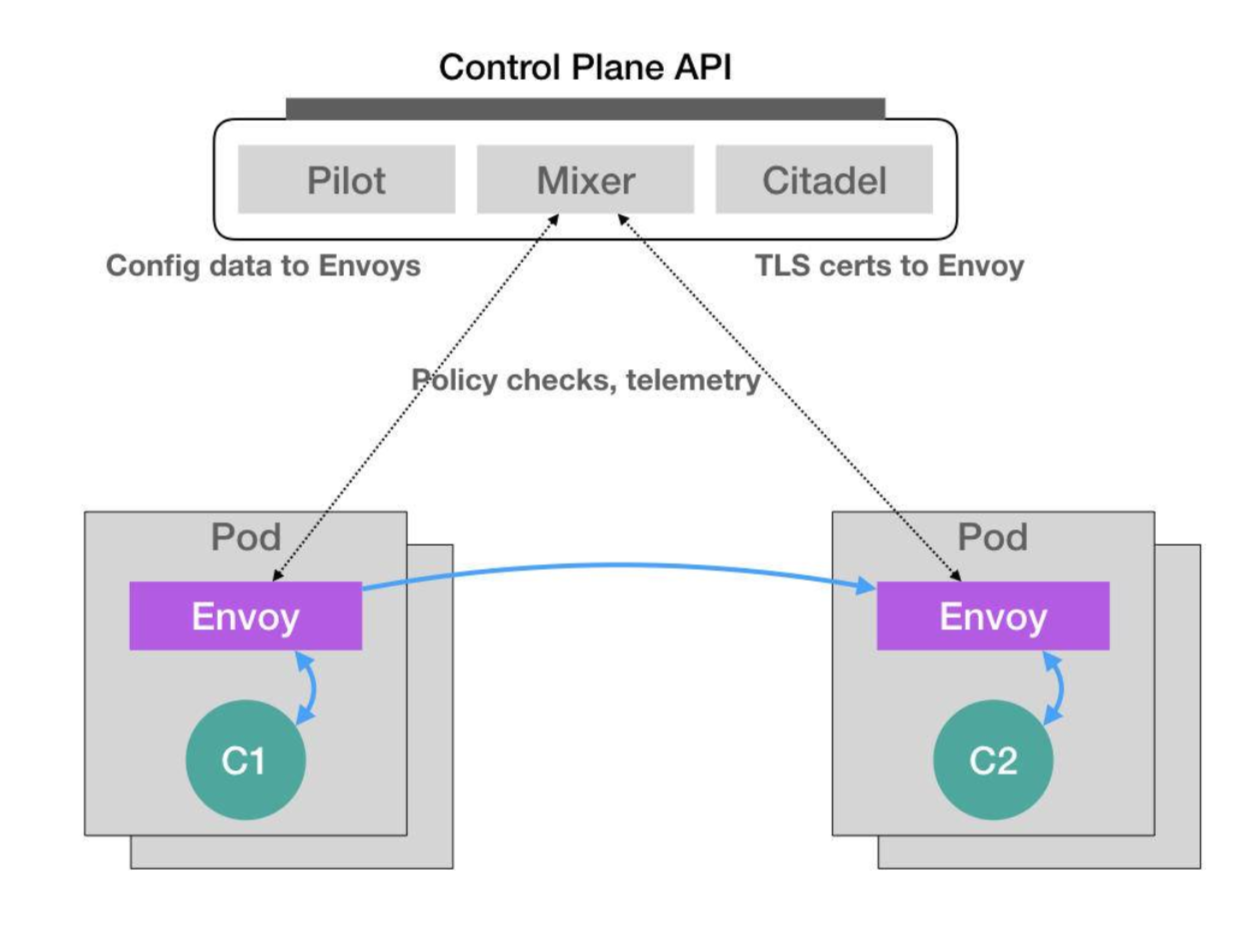 Control Plane API
Pilot
Mixer
Citadel
Config data to Envoys
TLS certs to Envoy
Policy checks, telemetry
Pod
Pod
Envoy
Envoy
C1
C2